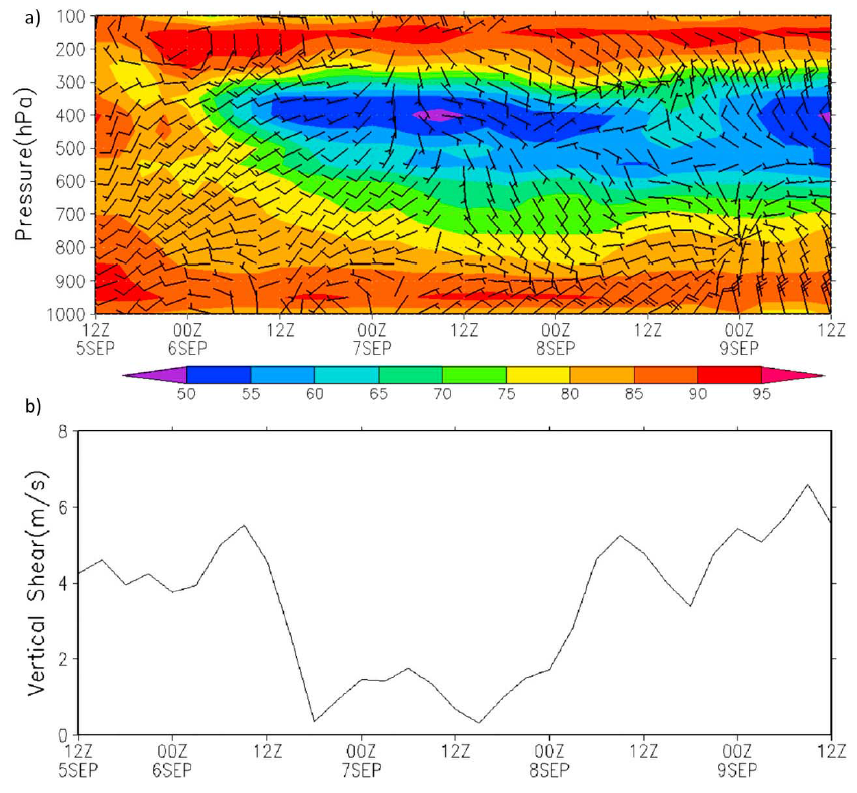 a)
Pressure(hPa)
100
200
300
400
500
600
700
800
900
1000
12Z 00Z 12Z 00Z 12Z 00Z 12Z 00Z 12Z
5SEP 6SEP 7SEP 8SEP 9SEP
50 55 60 65 70 75 80 85 90 95
b)
Vertical Shear(m/s)
8
6
4
2
0
12Z 00Z 12Z 00Z 12Z 00Z 12Z 00Z 12Z
5SEP 6SEP 7SEP 8SEP 9SEP